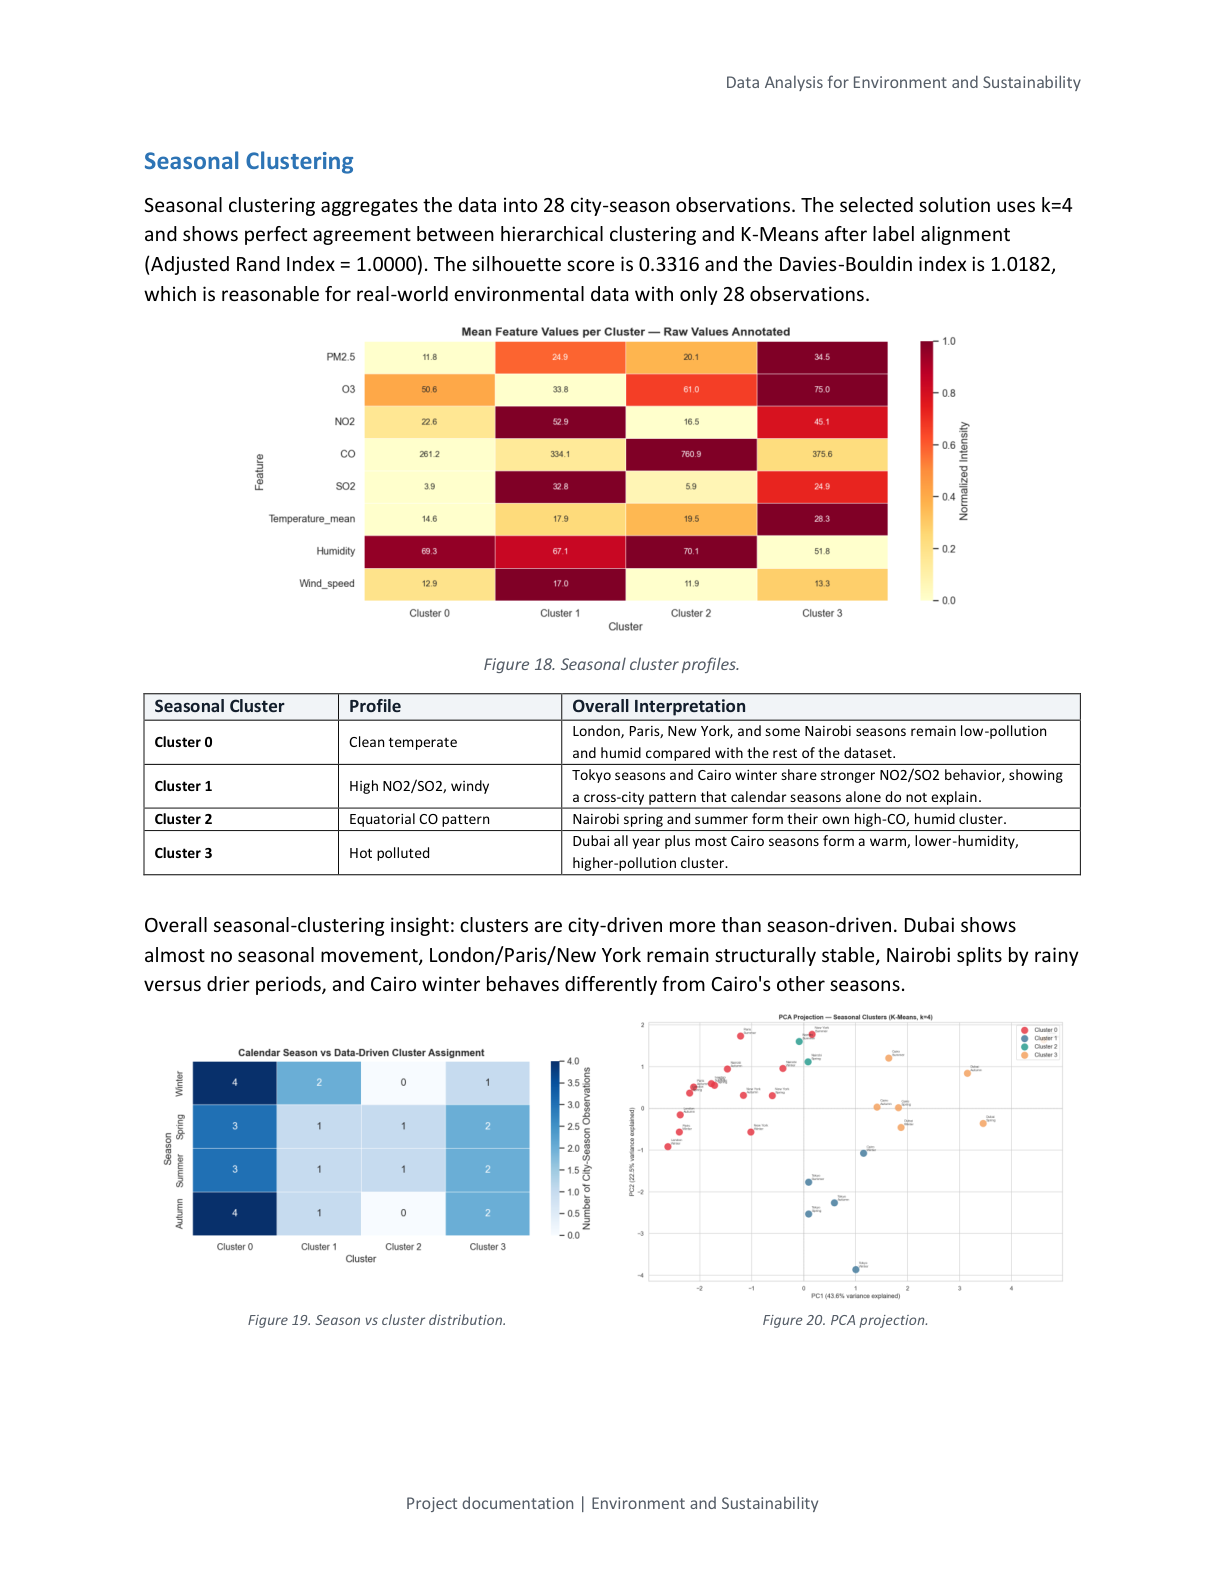 Data Analysis for Environment and Sustainability
Seasonal Clustering
Seasonal clustering aggregates the data into 28 city-season observations. The selected solution uses k=4
and shows perfect agreement between hierarchical clustering and K-Means after label alignment
(Adjusted Rand Index = 1.0000). The silhouette score is 0.3316 and the Davies-Bouldin index is 1.0182,
which is reasonable for real-world environmental data with only 28 observations.
Mean Feature Values per Cluster — Raw Values Annotated
Feature
PM2.5 11.8 24.9 20.1 34.5
O3 50.6 33.8 61.0 75.0
NO2 22.6 52.9 16.5 45.1
CO 261.2 334.1 760.9 375.6
SO2 3.9 32.8 5.9 24.9
Temperature_mean 14.6 17.9 19.5 28.3
Humidity 69.3 67.1 70.1 51.8
Wind_speed 12.9 17.0 11.9 13.3
Cluster 0 Cluster 1 Cluster 2 Cluster 3
Cluster
1.0
0.8
0.6
0.4
0.2
0.0
Normalized Intensity
Figure 18. Seasonal cluster profiles.
Seasonal Cluster Profile Overall Interpretation
Cluster 0 Clean temperate London, Paris, New York, and some Nairobi seasons remain low-pollution
and humid compared with the rest of the dataset.
Cluster 1 High NO2/SO2, windy Tokyo seasons and Cairo winter share stronger NO2/SO2 behavior, showing
a cross-city pattern that calendar seasons alone do not explain.
Cluster 2 Equatorial CO pattern Nairobi spring and summer form their own high-CO, humid cluster.
Cluster 3 Hot polluted Dubai all year plus most Cairo seasons form a warm, lower-humidity,
higher-pollution cluster.
Overall seasonal-clustering insight: clusters are city-driven more than season-driven. Dubai shows
almost no seasonal movement, London/Paris/New York remain structurally stable, Nairobi splits by rainy
versus drier periods, and Cairo winter behaves differently from Cairo's other seasons.
Calendar Season vs Data-Driven Cluster Assignment
Season
Winter 4 2 0 1
Spring 3 1 1 2
Summer 3 1 1 2
Autumn 4 1 0 2
Cluster 0 Cluster 1 Cluster 2 Cluster 3
Cluster
4.0
3.5
3.0
2.5
2.0
1.5
1.0
0.5
0.0
Number of City-Season Observations
Figure 19. Season vs cluster distribution.
PCA Projection — Seasonal Clusters (K-Means, k=4)
Cluster 0
Cluster 1
Cluster 2
Cluster 3
PC2 (22.5% variance explained)
2
1
0
−1
−2
−3
−4
−2 −1 0 1 2 3 4
PC1 (43.6% variance explained)
Figure 20. PCA projection.
Project documentation | Environment and Sustainability